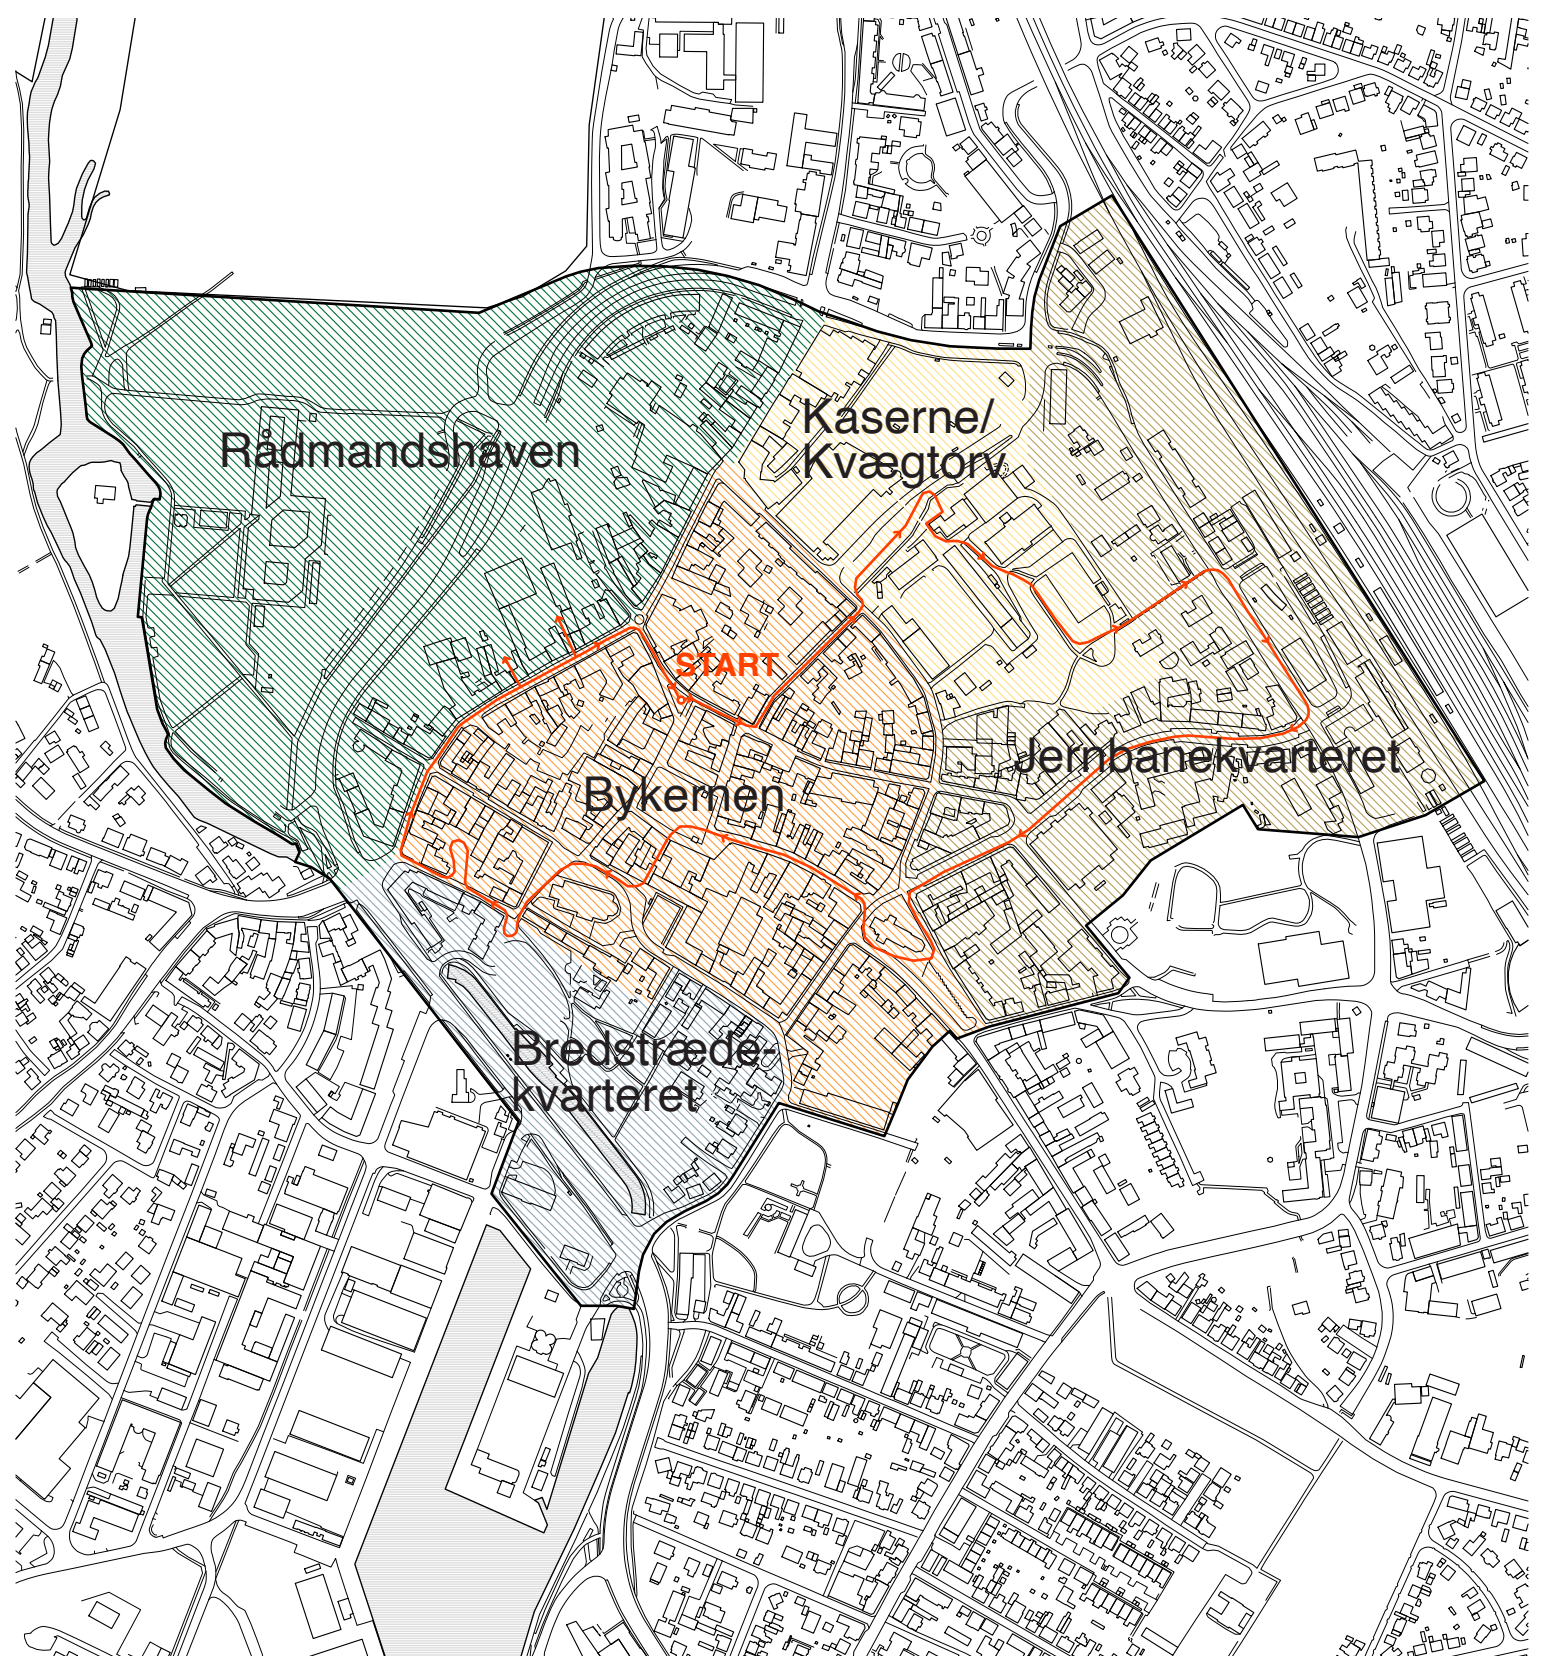 Kaserne/
Kvægtorv
Rådmandshaven
START
Jernbanekvarteret
Bykernen
Bredstræde-
kvarteret